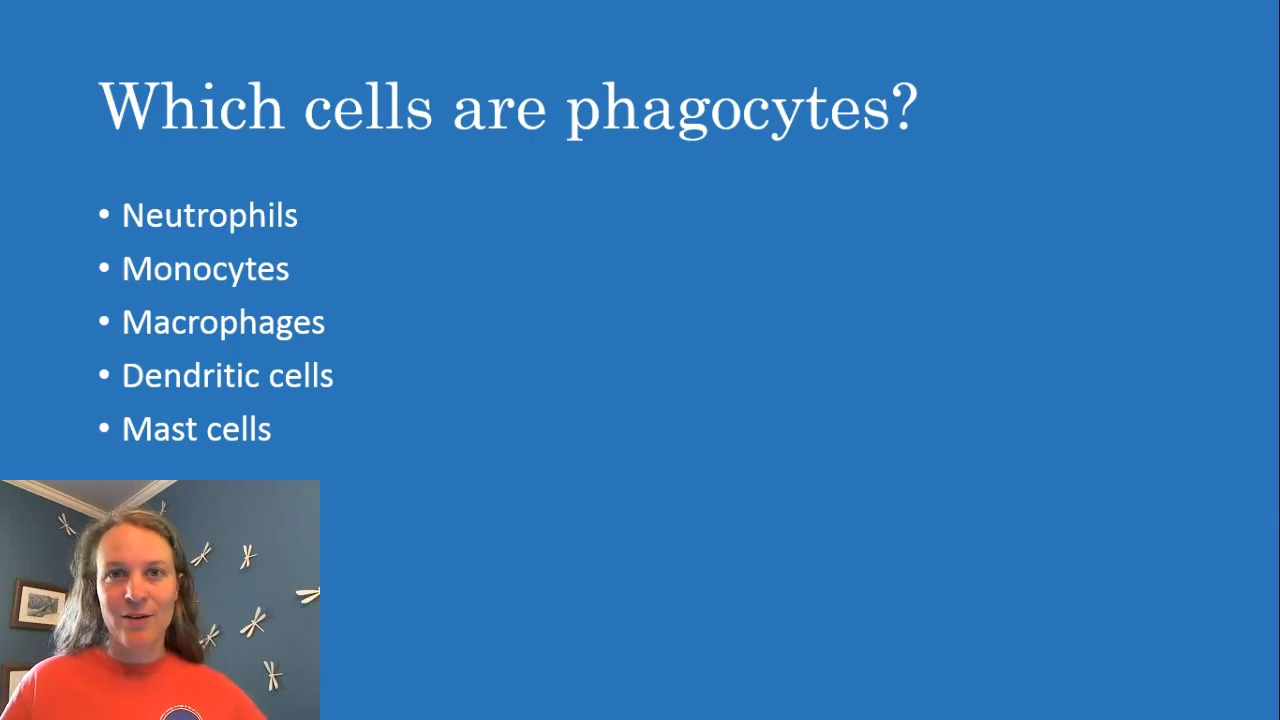 Which cells are phagocytes?
• Neutrophils
• Monocytes
• Macrophages
• Dendritic cells
• Mast cells